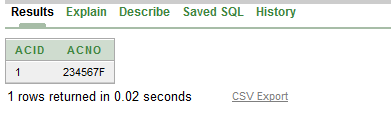 Results Explain Describe Saved SQL History
ACID ACNO
1 234567F
1 rows returned in 0.02 seconds CSV Export